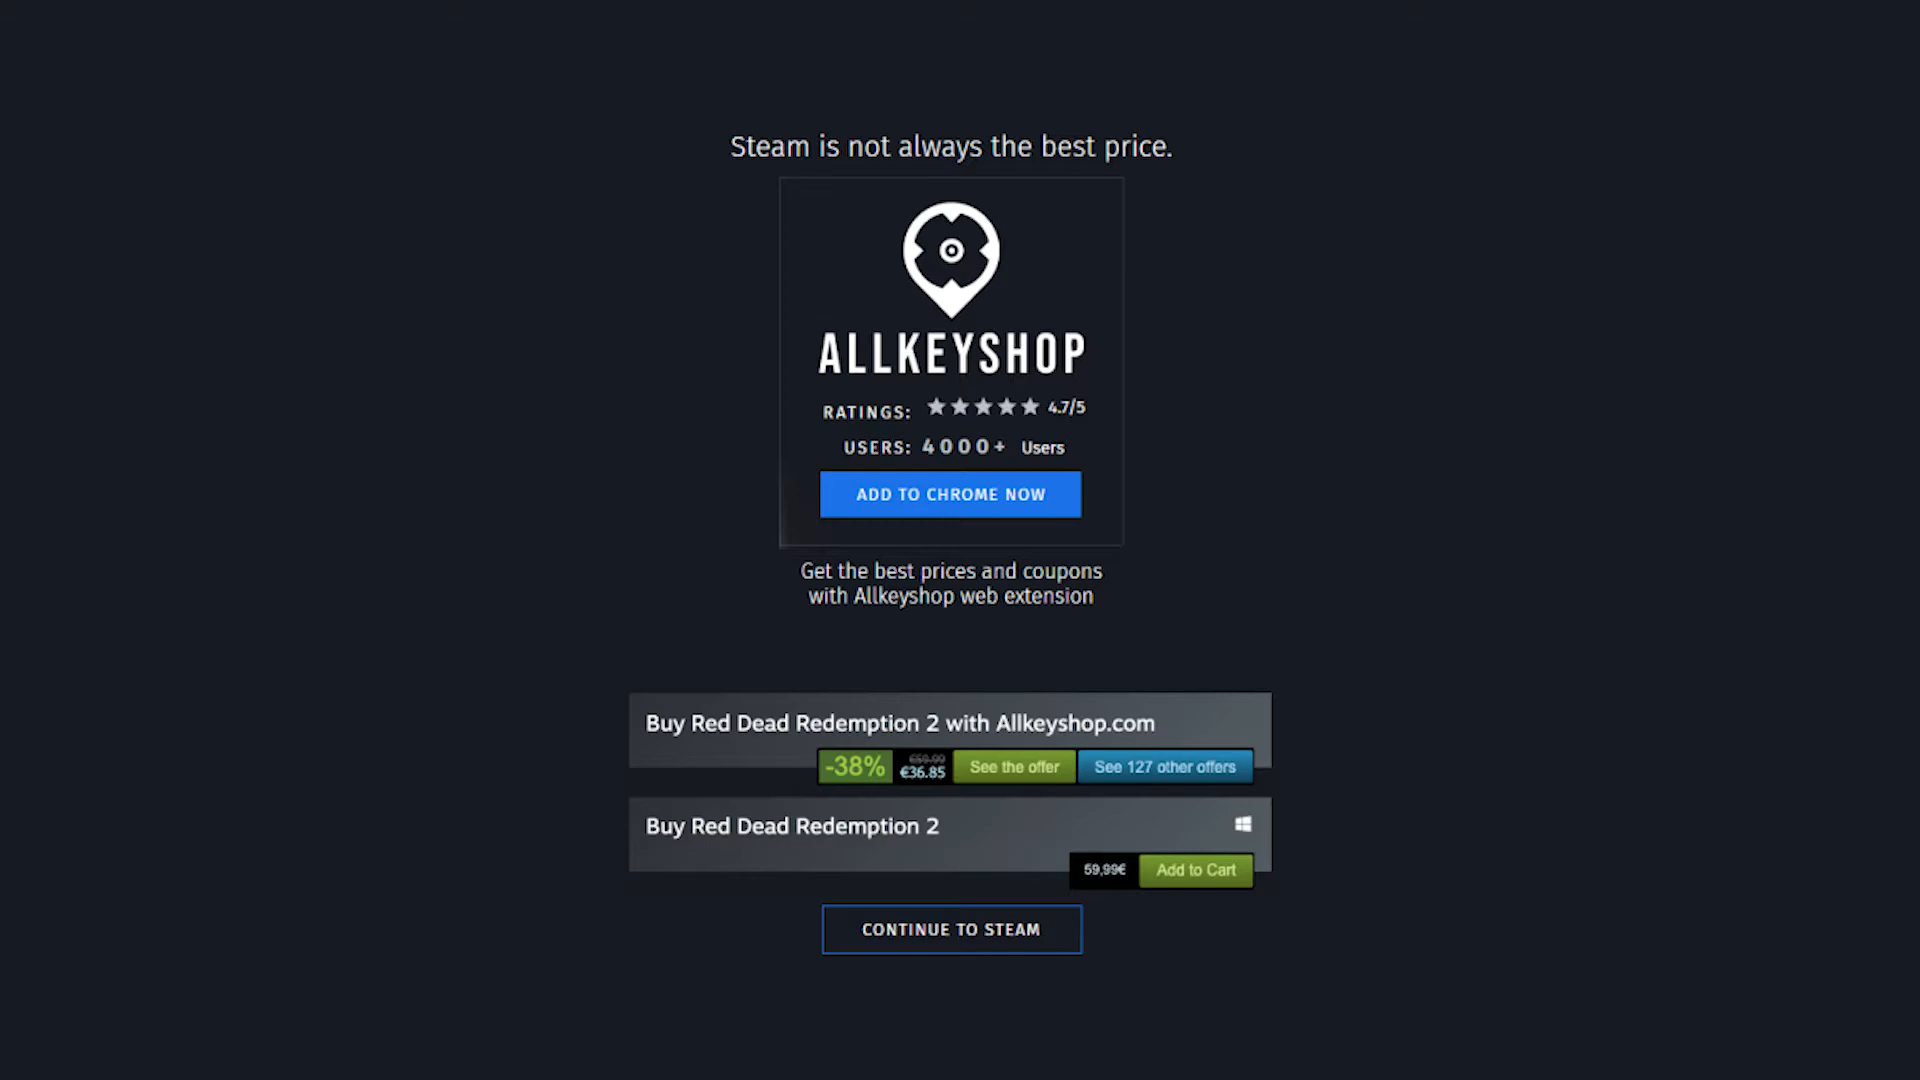 Steam is not always the best price.
ALLKEYSHOP
RATINGS: 4.7/5
USERS: 4000+ Users
ADD TO CHROME NOW
Get the best prices and coupons
with Allkeyshop web extension
Buy Red Dead Redemption 2 with Allkeyshop.com
-38% €59.99 €36.85 See the offer See 127 other offers
Buy Red Dead Redemption 2
59,99€ Add to Cart
CONTINUE TO STEAM